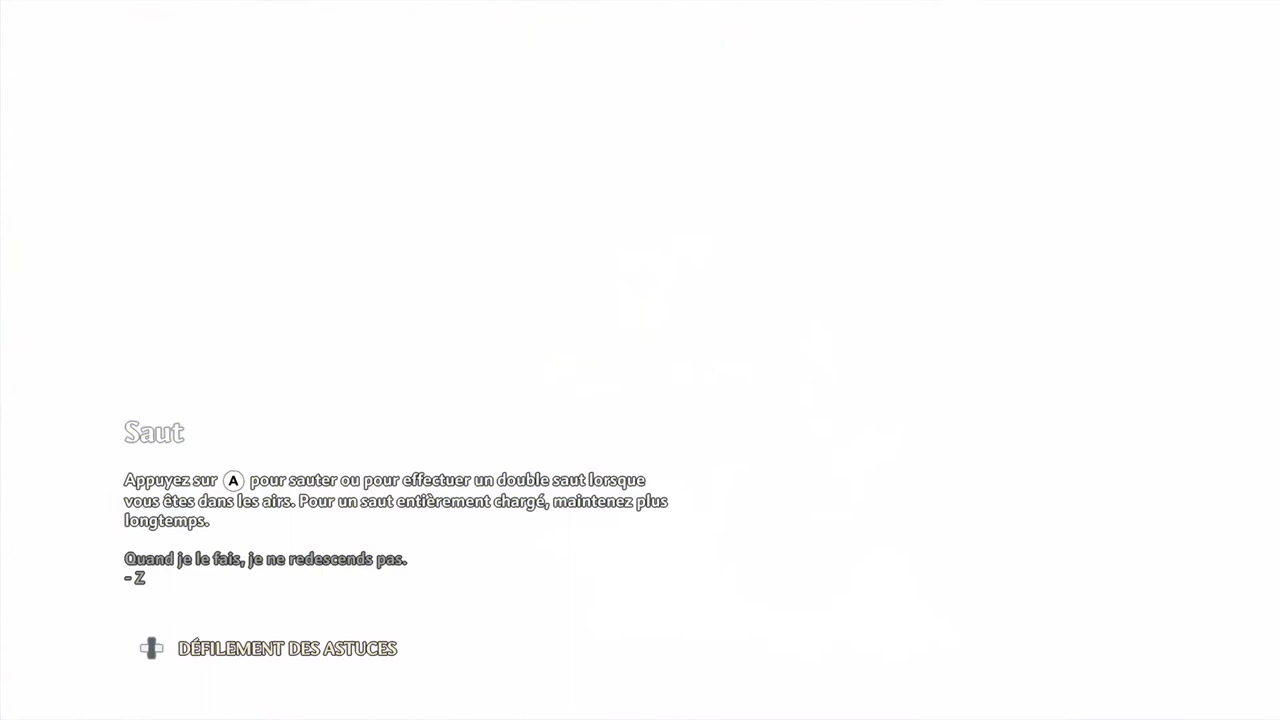 Saut
Appuyez sur A pour sauter ou pour effectuer un double saut lorsque
vous êtes dans les airs. Pour un saut entièrement chargé, maintenez plus
longtemps.
Quand je le fais, je ne redescends pas.
- Z
DÉFILEMENT DES ASTUCES